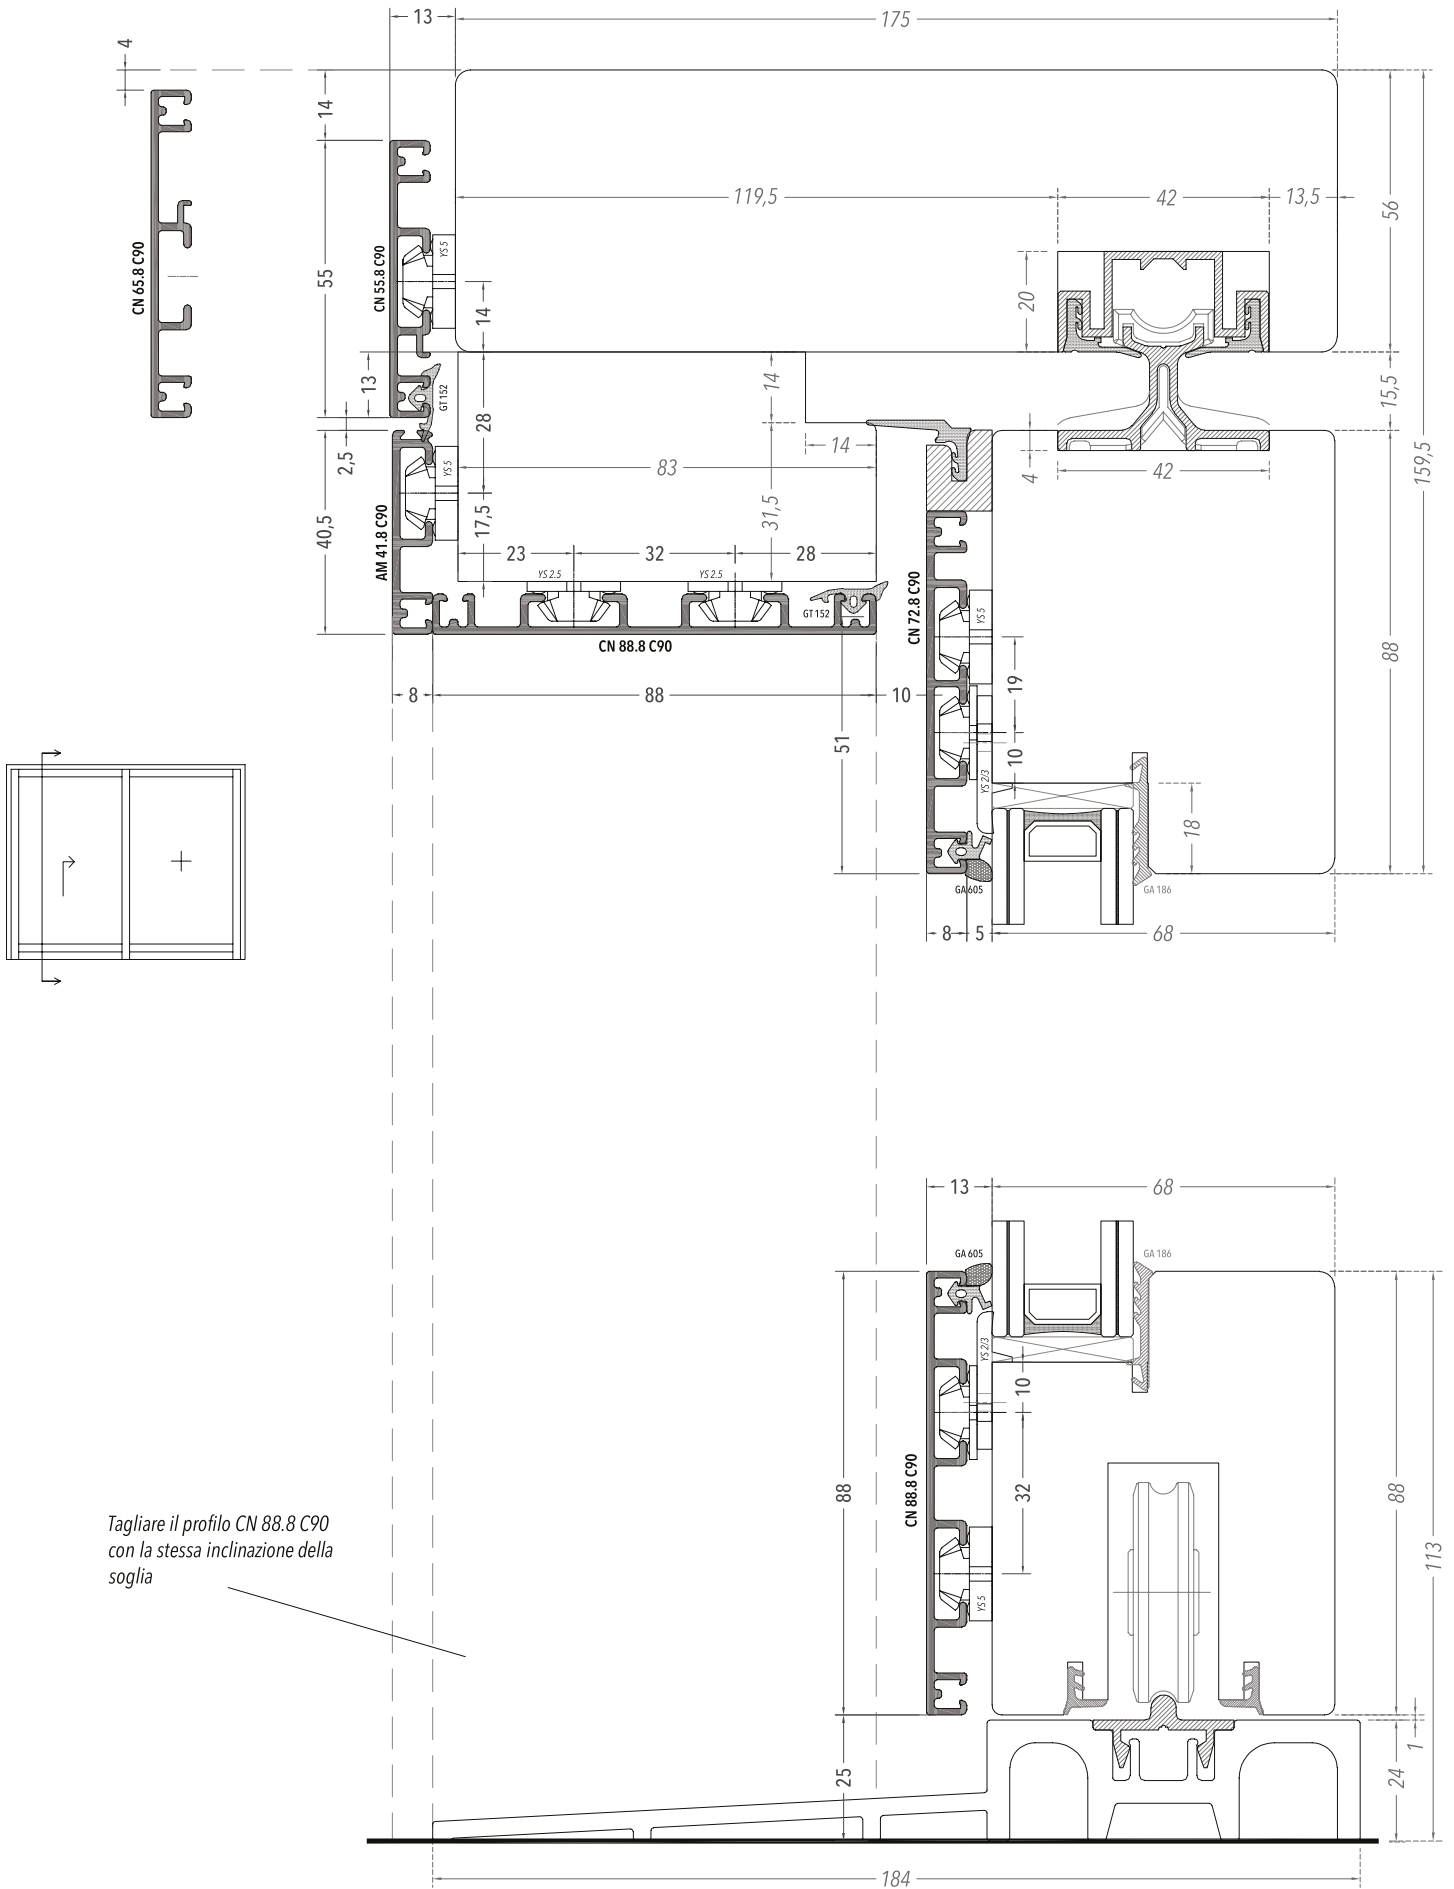 13
175
4
14
119,5
42
13,5
56
CN 65.8 C90
CN 55.8 C90
YS 5
55
14
20
159,5
13
GT 152
28
14
15,5
2,5
14
83
4
42
YS 5
AM 41.8 C90
40,5
17,5
31,5
23
32
28
YS 2.5
YS 2.5
GT 152
CN 88.8 C90
CN 72.8 C90
YS 5
88
19
8
88
10
51
10
YS 2/3
18
GA 605
GA 186
8
5
68
13
68
GA 605
GA 186
YS 2/3
10
88
CN 88.8 C90
32
88
113
YS 5
Tagliare il profilo CN 88.8 C90
con la stessa inclinazione della
soglia
25
1
24
184